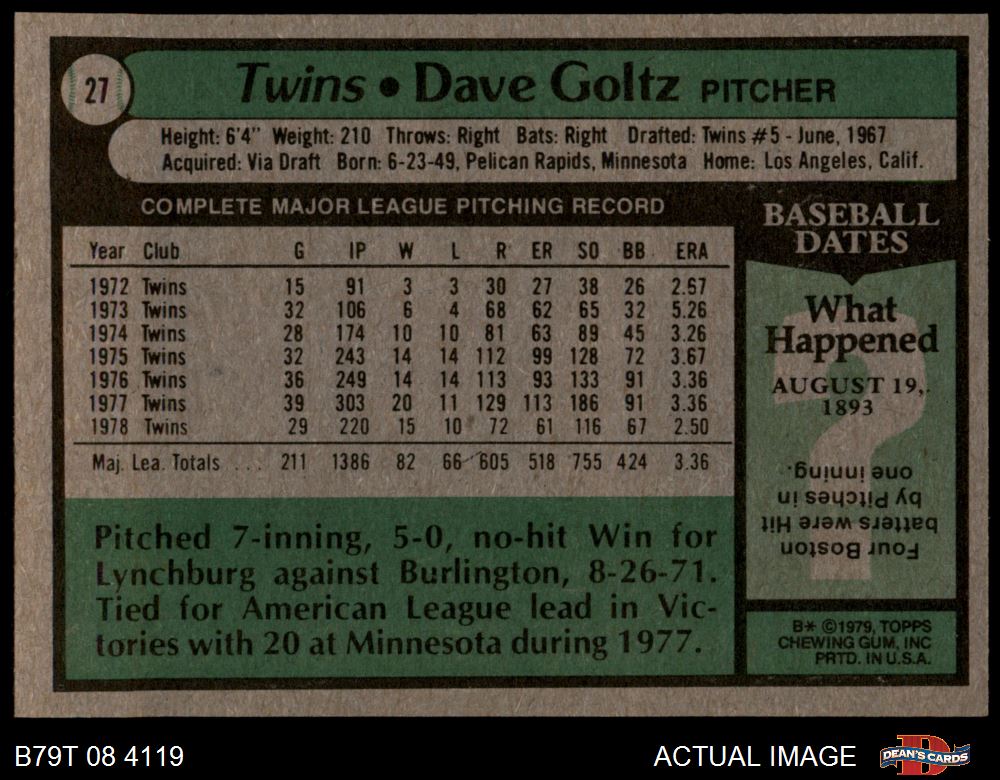 27
Twins • Dave Goltz PITCHER
Height: 6'4" Weight: 210 Throws: Right Bats: Right Drafted: Twins #5 - June, 1967
Acquired: Via Draft Born: 6-23-49, Pelican Rapids, Minnesota Home: Los Angeles, Calif.
COMPLETE MAJOR LEAGUE PITCHING RECORD
Year Club G IP W L R ER SO BB ERA
1972 Twins 15 91 3 3 30 27 38 26 2.67
1973 Twins 32 106 6 4 68 62 65 32 5.26
1974 Twins 28 174 10 10 81 63 89 45 3.26
1975 Twins 32 243 14 14 112 99 128 72 3.67
1976 Twins 36 249 14 14 113 93 133 91 3.36
1977 Twins 39 303 20 11 129 113 186 91 3.36
1978 Twins 29 220 15 10 72 61 116 67 2.50
Maj. Lea. Totals ... 211 1386 82 66 605 518 755 424 3.36
Pitched 7-inning, 5-0, no-hit Win for
Lynchburg against Burlington, 8-26-71.
Tied for American League lead in Vic-
tories with 20 at Minnesota during 1977.
BASEBALL
DATES
What
Happened
AUGUST 19,
1893
?
Four Boston
batters were Hit
by Pitches in
one inning.
B* ©1979, TOPPS
CHEWING GUM, INC
PRTD. IN U.S.A.
B79T 08 4119
ACTUAL IMAGE
D
DEAN'S CARDS